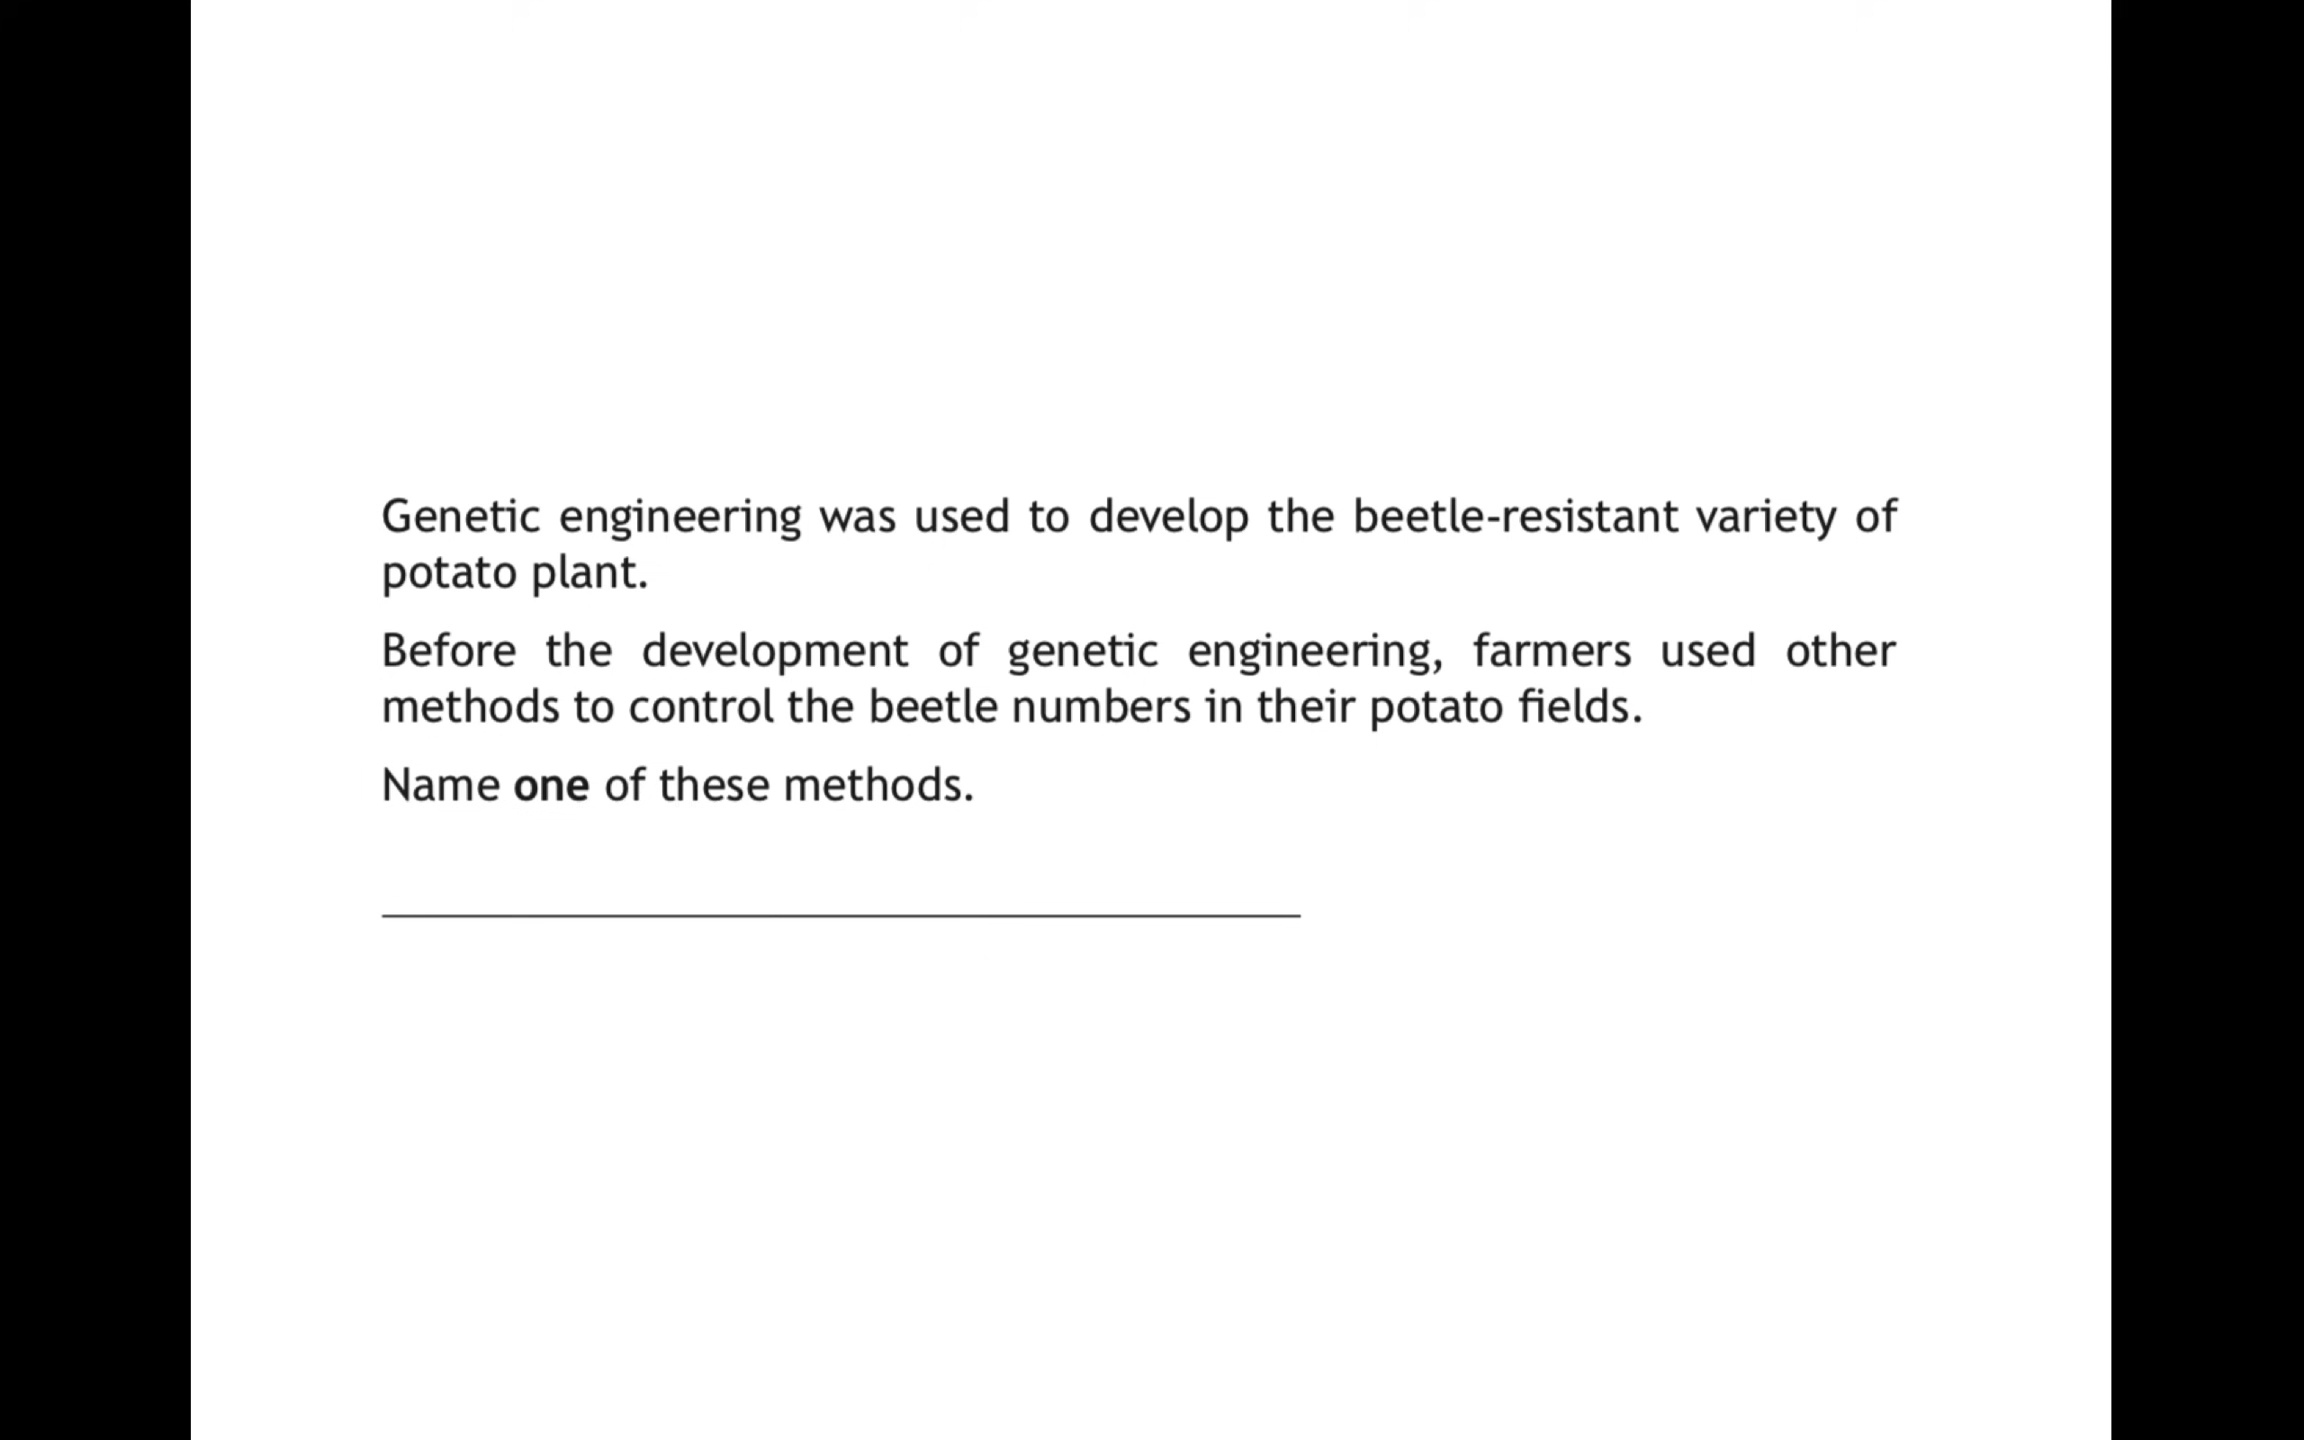 Genetic engineering was used to develop the beetle-resistant variety of
potato plant.
Before the development of genetic engineering, farmers used other
methods to control the beetle numbers in their potato fields.
Name one of these methods.